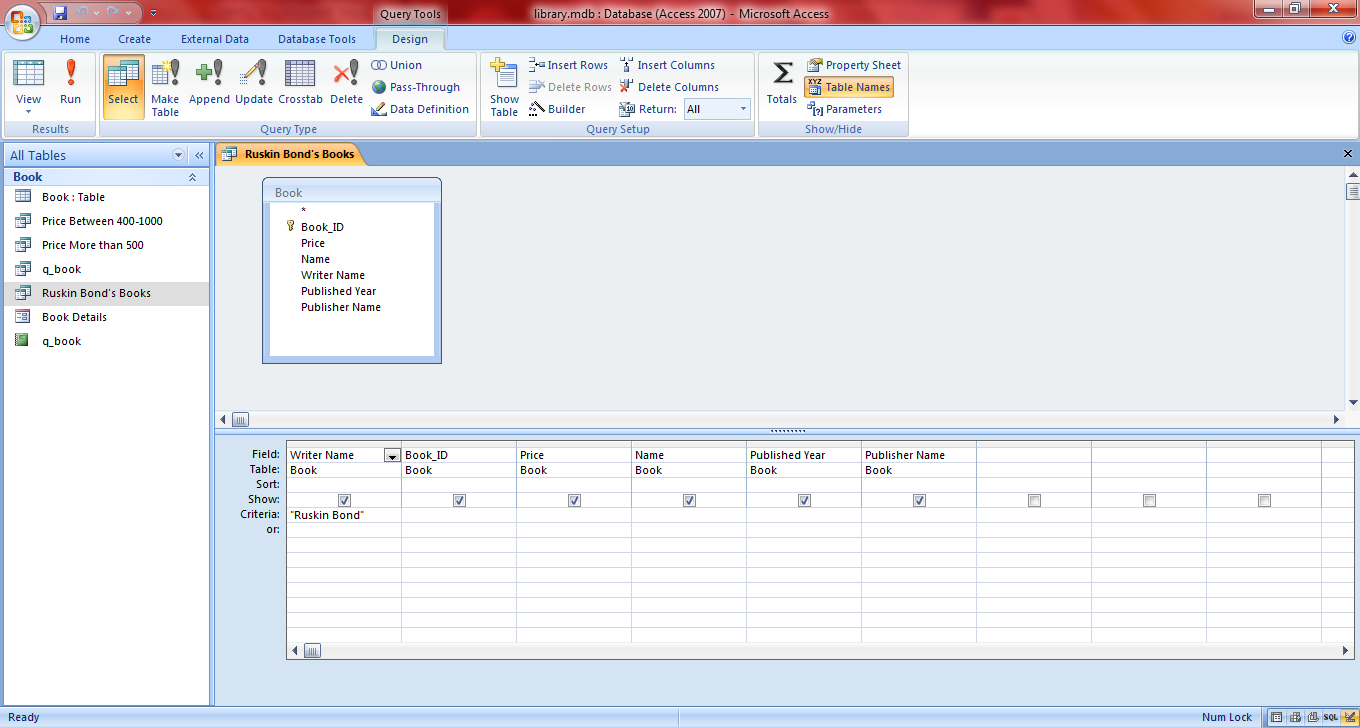 Query Tools
library.mdb : Database (Access 2007) - Microsoft Access
Home Create External Data Database Tools Design
View Run
Results
Select Make Table Append Update Crosstab Delete
Union
Pass-Through
Data Definition
Query Type
Show Table
Insert Rows
Delete Rows
Builder
Insert Columns
Delete Columns
Return: All
Query Setup
Totals
Property Sheet
XYZ Table Names
Parameters
Show/Hide
All Tables
Book
Book : Table
Price Between 400-1000
Price More than 500
q_book
Ruskin Bond's Books
Book Details
q_book
Ruskin Bond's Books
Book
*
Book_ID
Price
Name
Writer Name
Published Year
Publisher Name
Field: Writer Name Book_ID Price Name Published Year Publisher Name
Table: Book Book Book Book Book Book
Sort:
Show:
Criteria: "Ruskin Bond"
or:
Ready
Num Lock
SQL